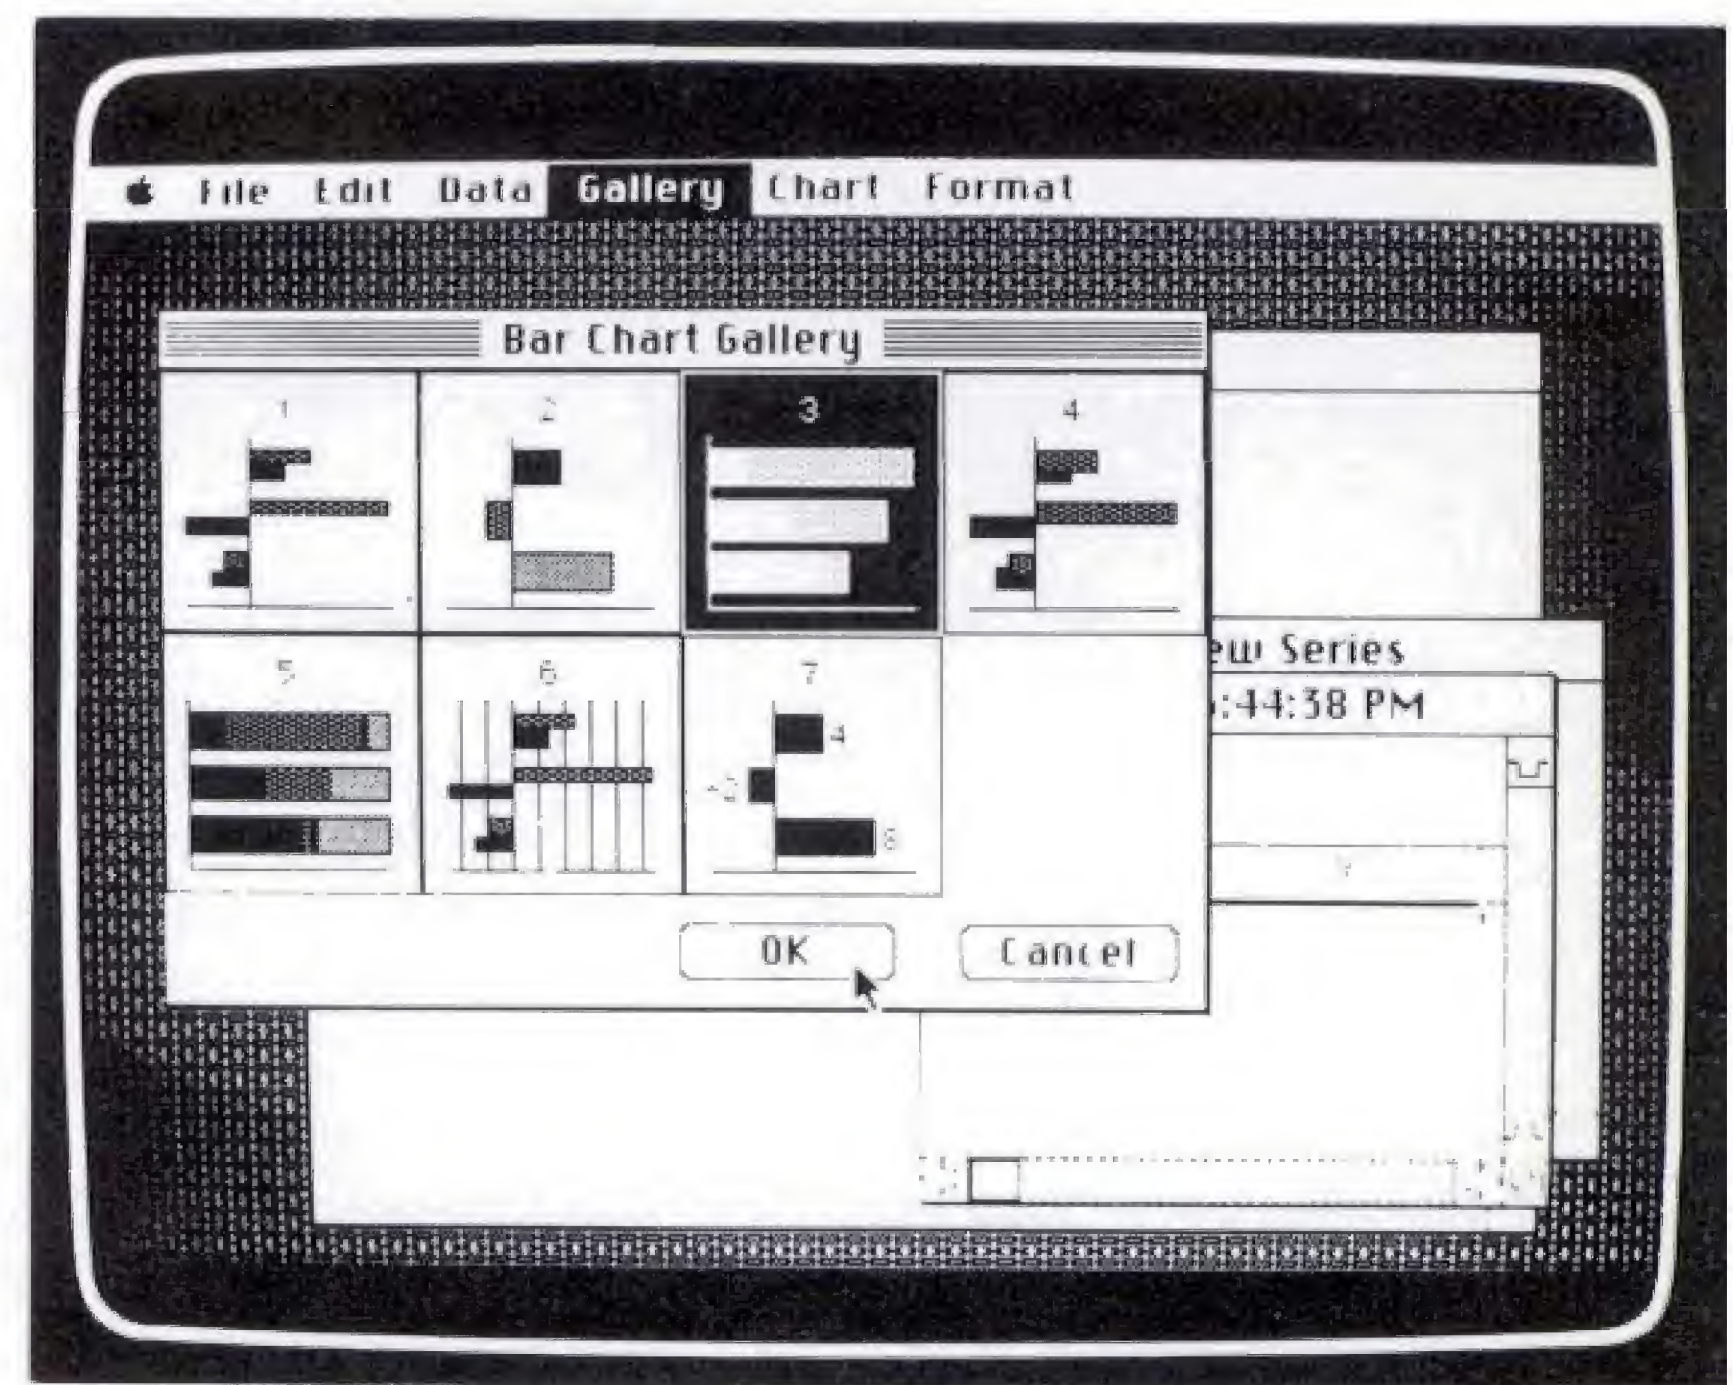 File Edit Data Gallery Chart Format
Bar Chart Gallery
1 2 3 4
5 6 7
4
8
ew Series
:44:38 PM
OK Cancel